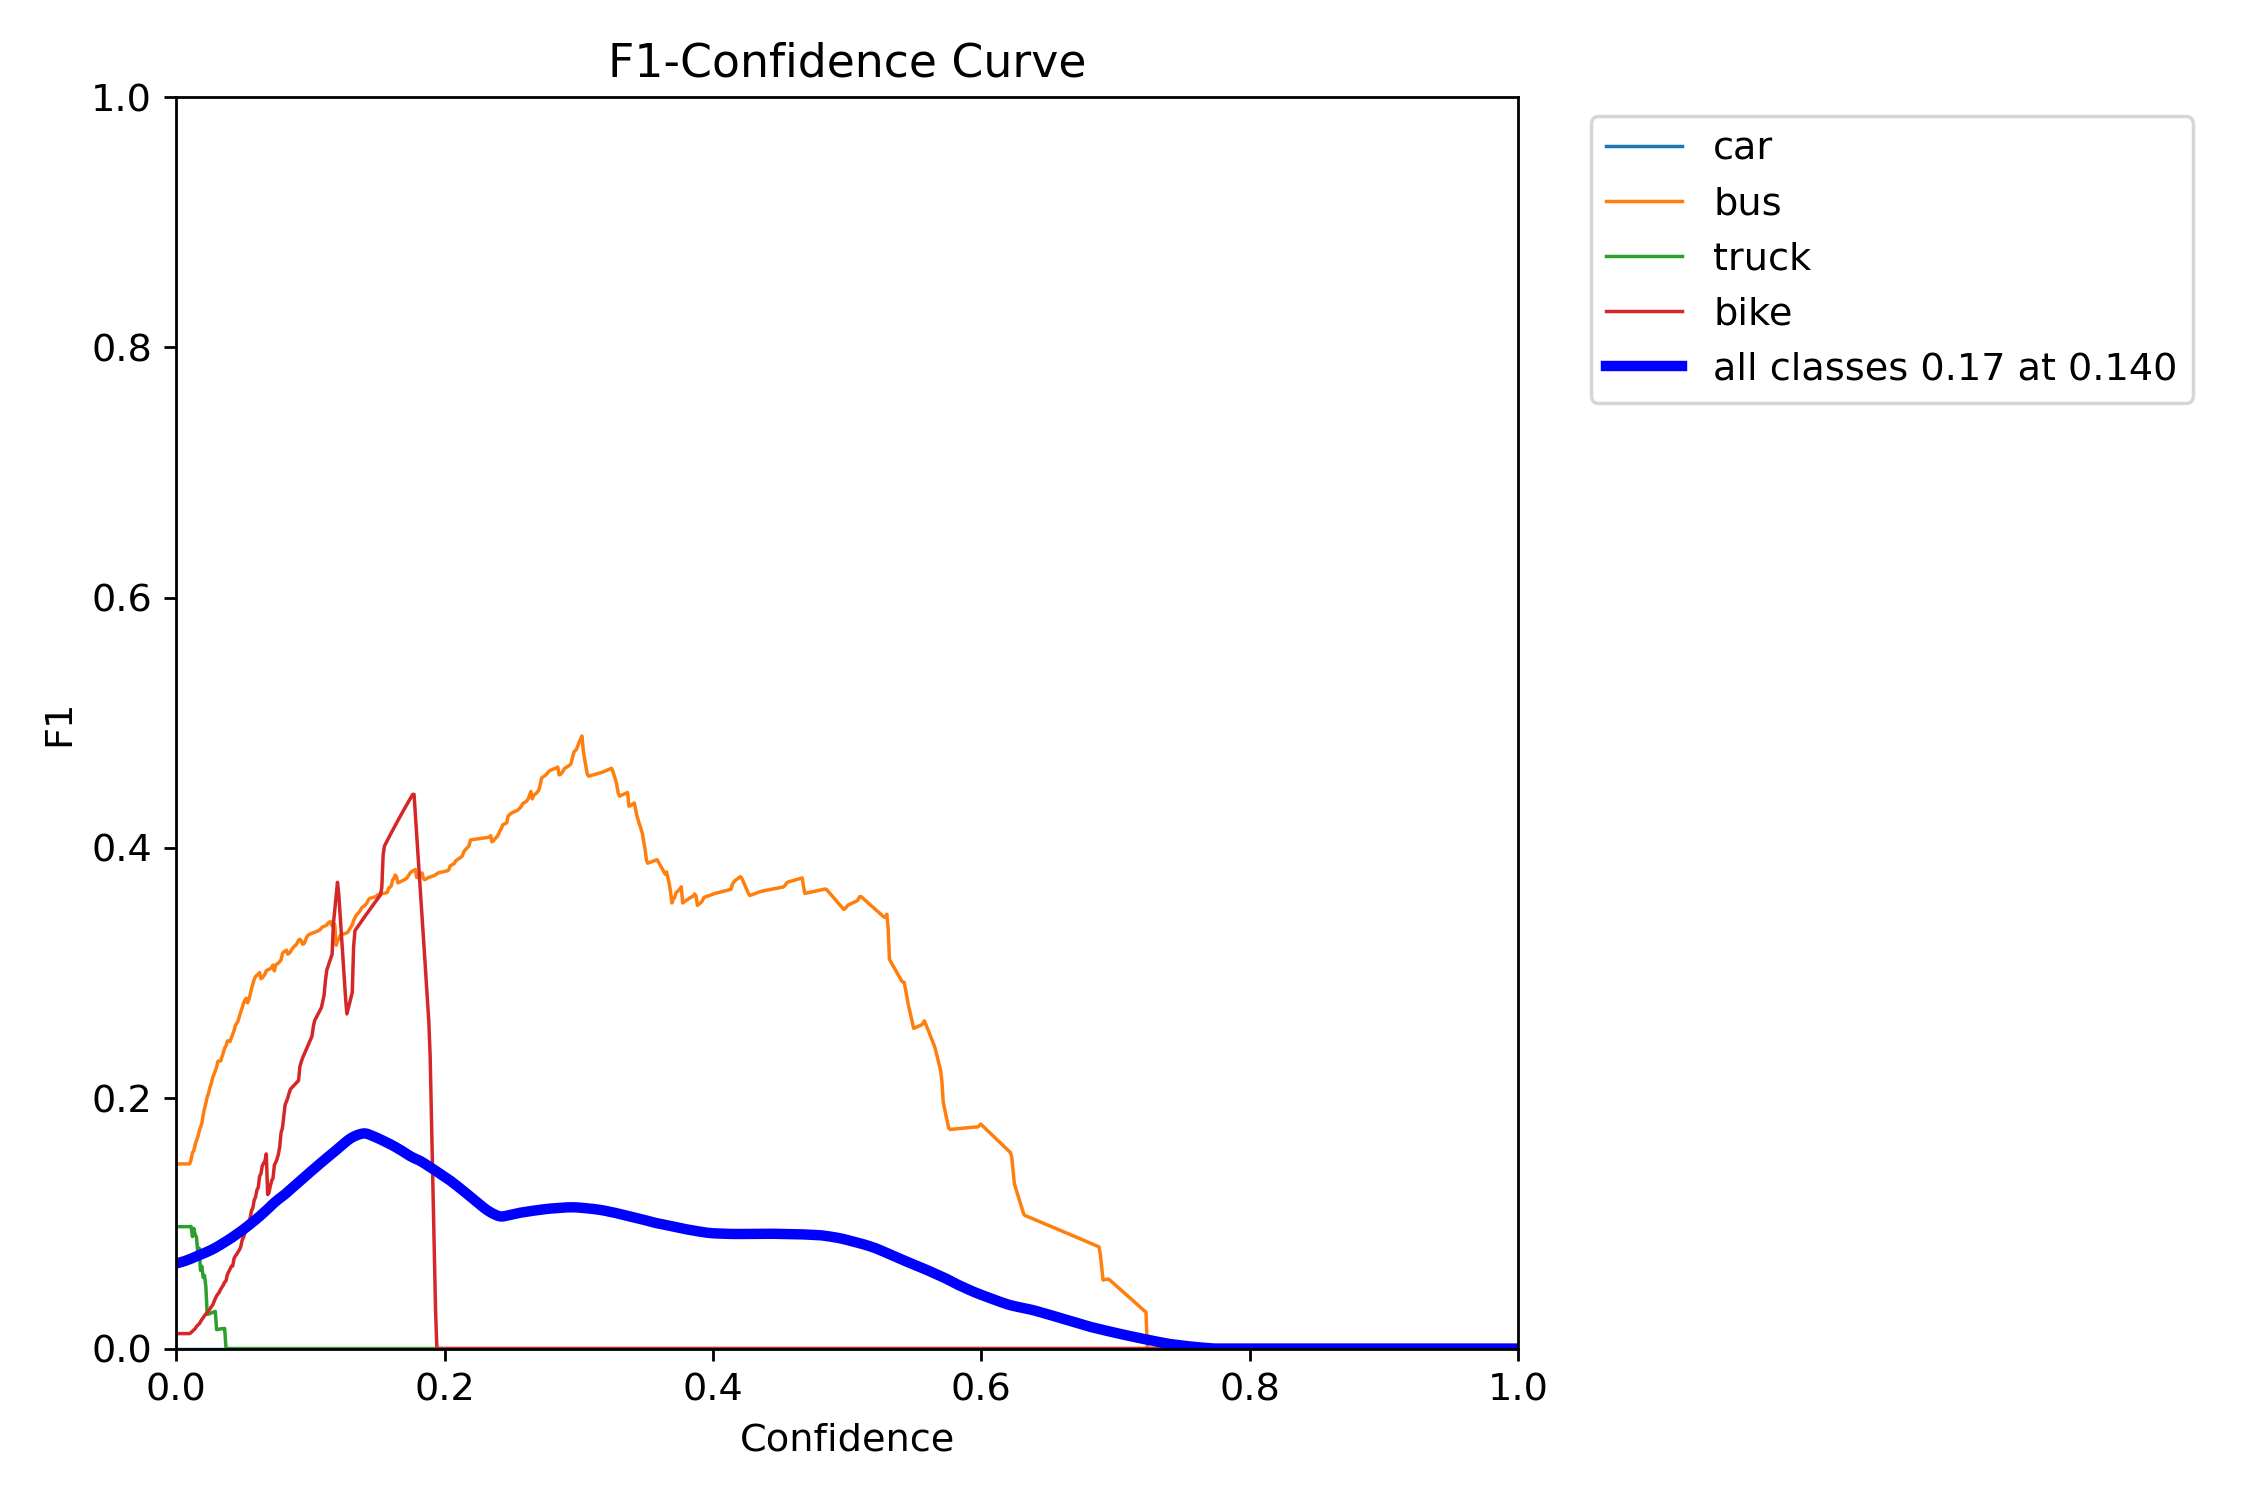 F1-Confidence Curve
1.0
0.8
0.6
0.4
0.2
0.0
F1
0.0 0.2 0.4 0.6 0.8 1.0
Confidence
car
bus
truck
bike
all classes 0.17 at 0.140